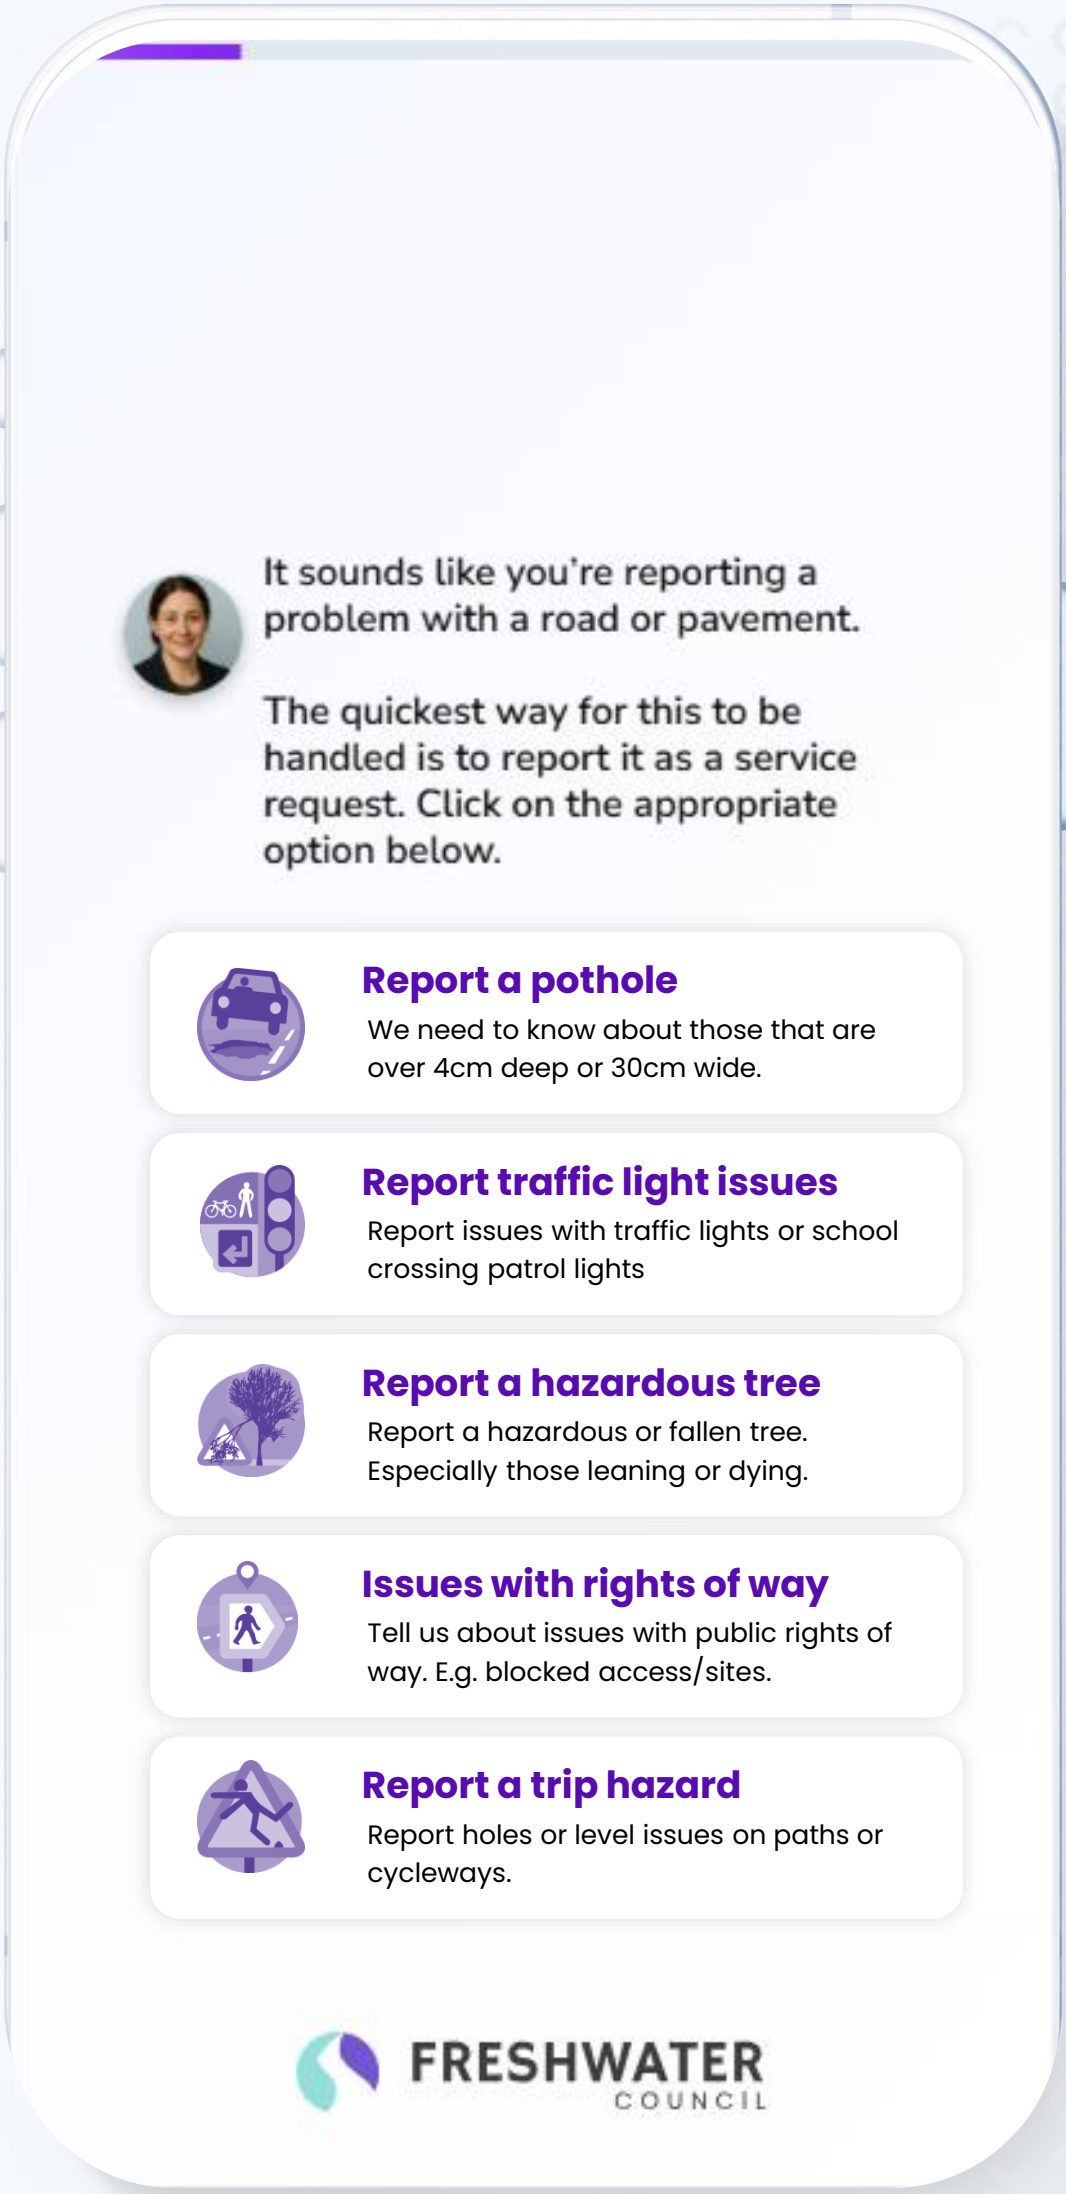 It sounds like you're reporting a
problem with a road or pavement.
The quickest way for this to be
handled is to report it as a service
request. Click on the appropriate
option below.
Report a pothole
We need to know about those that are
over 4cm deep or 30cm wide.
Report traffic light issues
Report issues with traffic lights or school
crossing patrol lights
Report a hazardous tree
Report a hazardous or fallen tree.
Especially those leaning or dying.
Issues with rights of way
Tell us about issues with public rights of
way. E.g. blocked access/sites.
Report a trip hazard
Report holes or level issues on paths or
cycleways.
FRESHWATER
COUNCIL